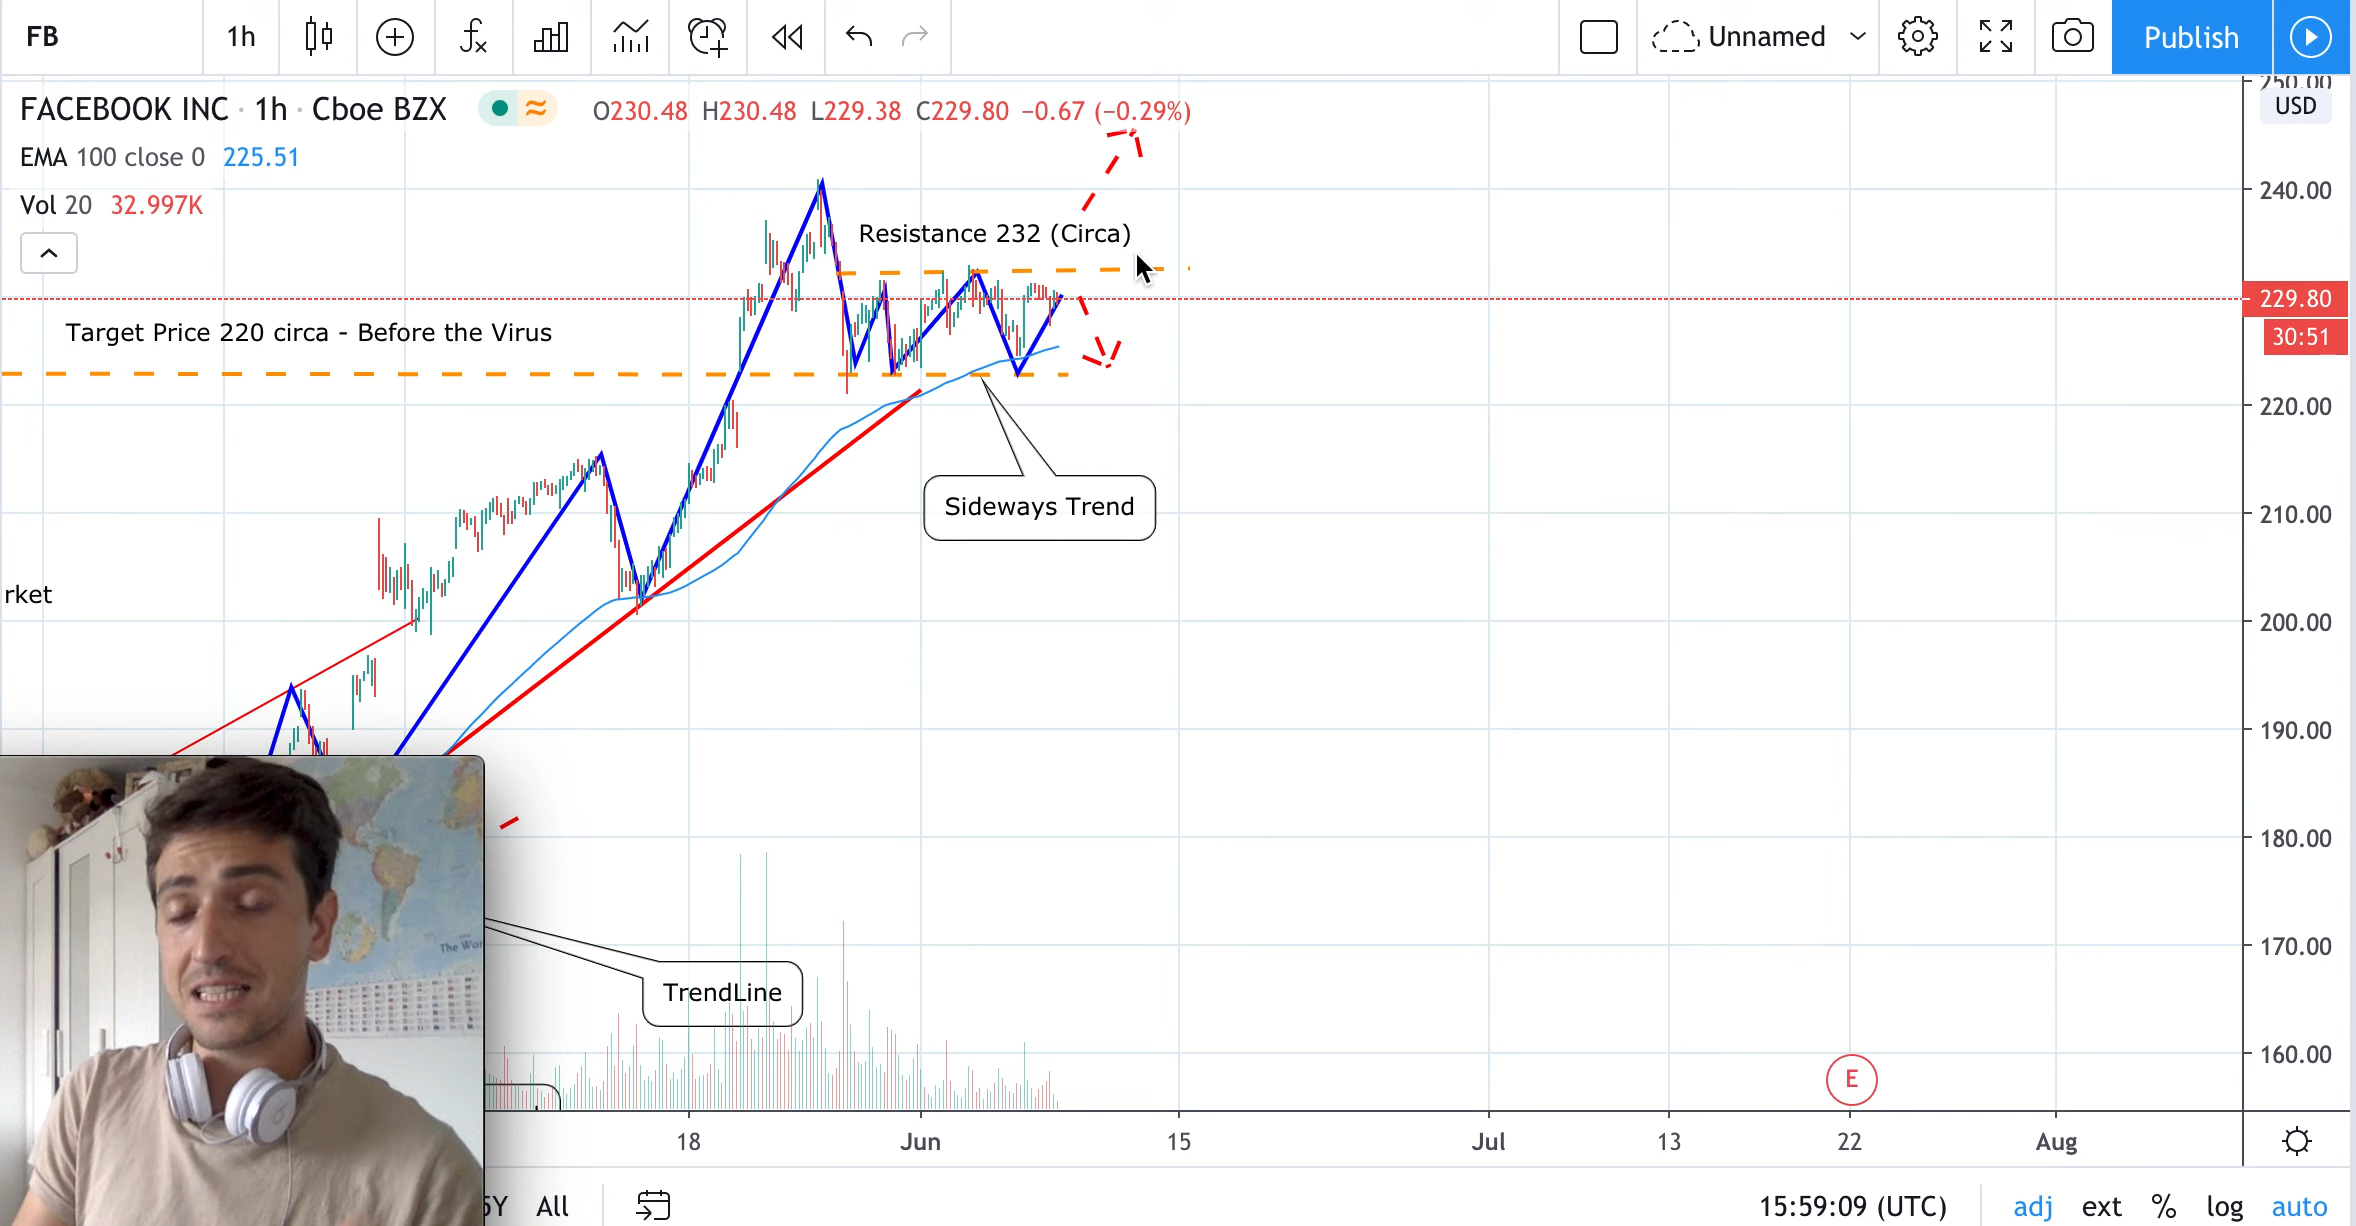 FB
1h
Unnamed
Publish
FACEBOOK INC · 1h · Cboe BZX
O230.48 H230.48 L229.38 C229.80 −0.67 (−0.29%)
250.00
USD
EMA 100 close 0 225.51
Vol 20 32.997K
240.00
Resistance 232 (Circa)
229.80
30:51
Target Price 220 circa - Before the Virus
220.00
Sideways Trend
210.00
rket
200.00
190.00
180.00
170.00
TrendLine
160.00
E
18
Jun
15
Jul
13
22
Aug
5Y
All
15:59:09 (UTC)
adj
ext
%
log
auto